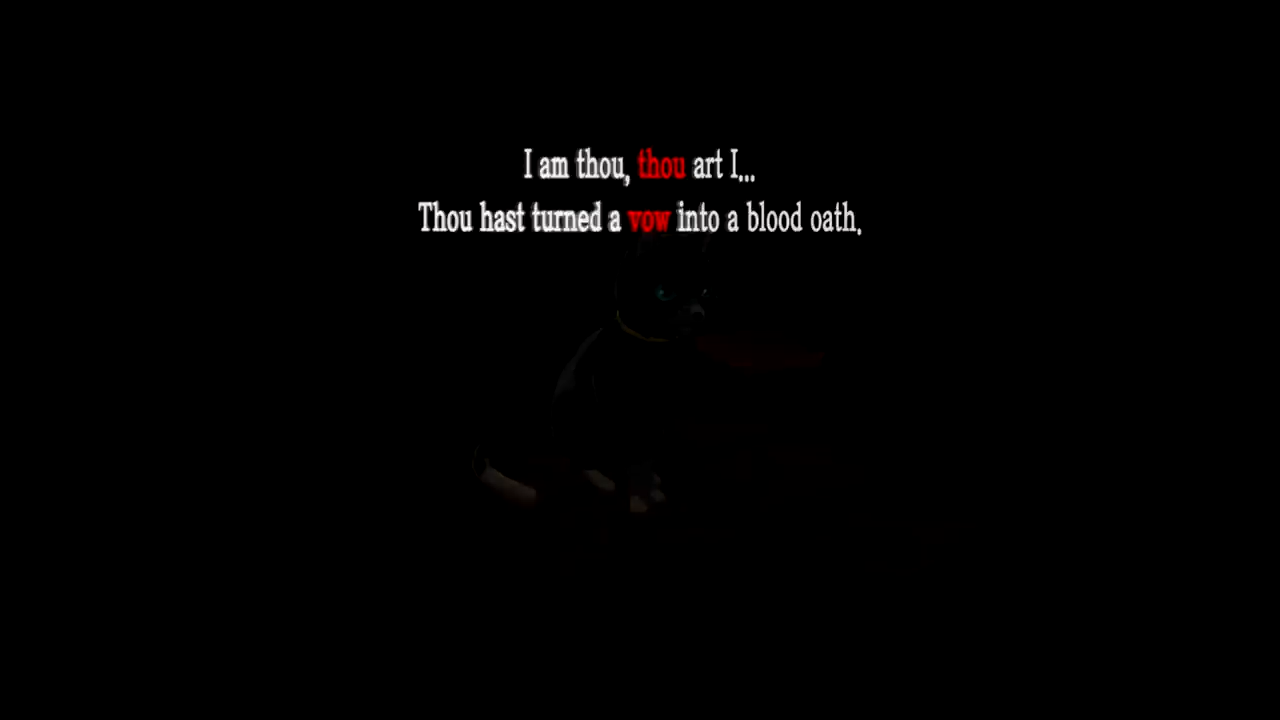 I am thou, thou art I...
Thou hast turned a vow into a blood oath.